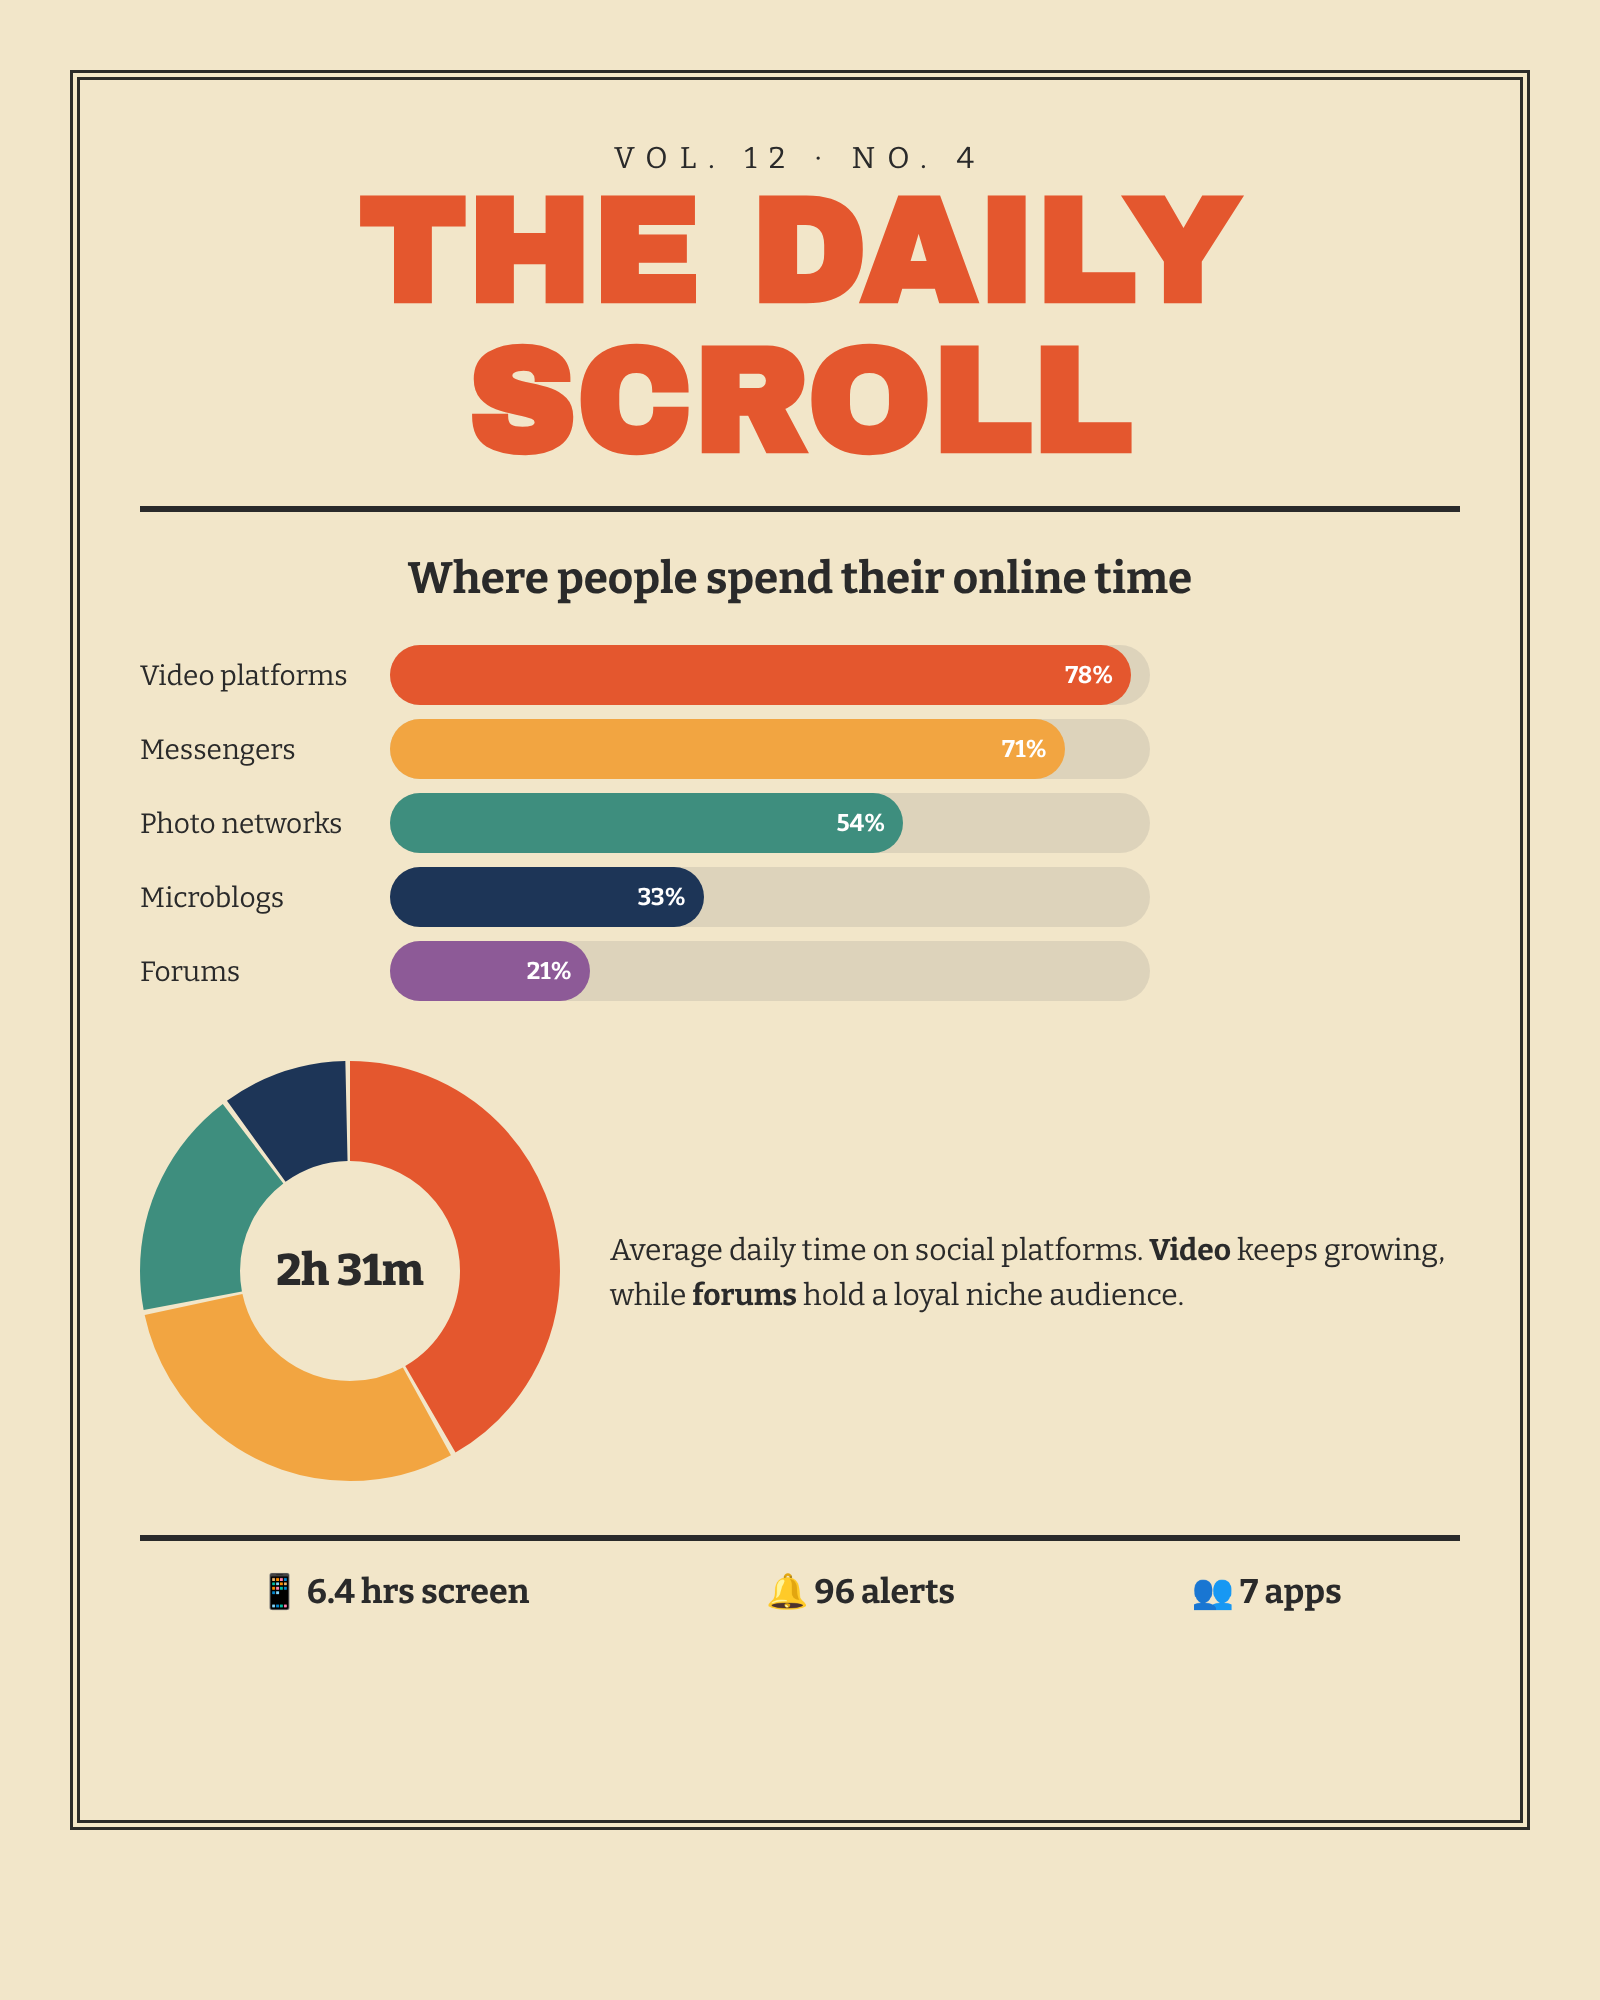 VOL. 12 · NO. 4
THE DAILY
SCROLL
Where people spend their online time
Video platforms 78%
Messengers 71%
Photo networks 54%
Microblogs 33%
Forums 21%
2h 31m
Average daily time on social platforms. Video keeps growing,
while forums hold a loyal niche audience.
📱 6.4 hrs screen 🔔 96 alerts 👥 7 apps